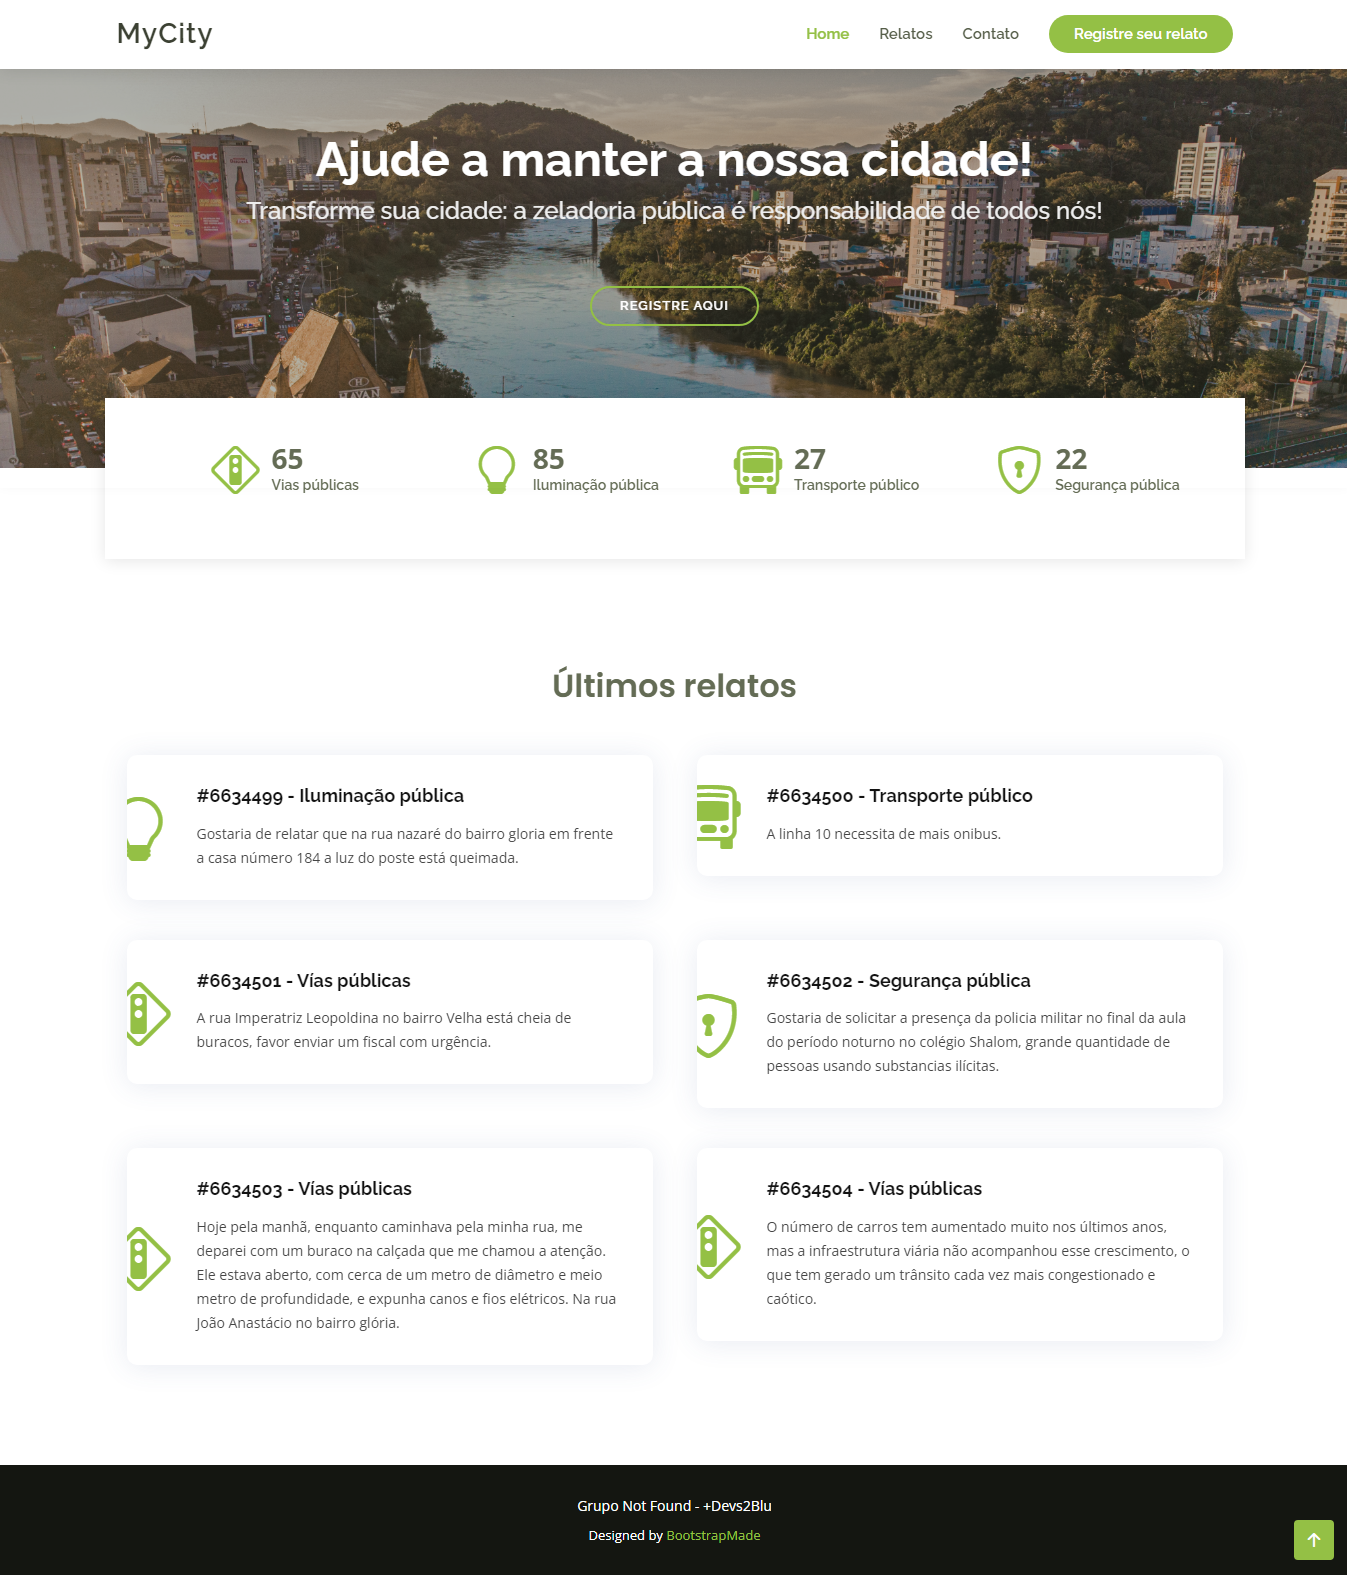 MyCity
Home
Relatos
Contato
Registre seu relato
Fort
Ajude a manter a nossa cidade!
Transforme sua cidade: a zeladoria pública é responsabilidade de todos nós!
REGISTRE AQUI
HAVAN
65
Vias públicas
85
Iluminação pública
27
Transporte público
22
Segurança pública
Últimos relatos
#6634499 - Iluminação pública
Gostaria de relatar que na rua nazaré do bairro gloria em frente
a casa número 184 a luz do poste está queimada.
#6634500 - Transporte público
A linha 10 necessita de mais onibus.
#6634501 - Vías públicas
A rua Imperatriz Leopoldina no bairro Velha está cheia de
buracos, favor enviar um fiscal com urgência.
#6634502 - Segurança pública
Gostaria de solicitar a presença da policia militar no final da aula
do período noturno no colégio Shalom, grande quantidade de
pessoas usando substancias ilícitas.
#6634503 - Vías públicas
Hoje pela manhã, enquanto caminhava pela minha rua, me
deparei com um buraco na calçada que me chamou a atenção.
Ele estava aberto, com cerca de um metro de diâmetro e meio
metro de profundidade, e expunha canos e fios elétricos. Na rua
João Anastácio no bairro glória.
#6634504 - Vías públicas
O número de carros tem aumentado muito nos últimos anos,
mas a infraestrutura viária não acompanhou esse crescimento, o
que tem gerado um trânsito cada vez mais congestionado e
caótico.
Grupo Not Found - +Devs2Blu
Designed by BootstrapMade